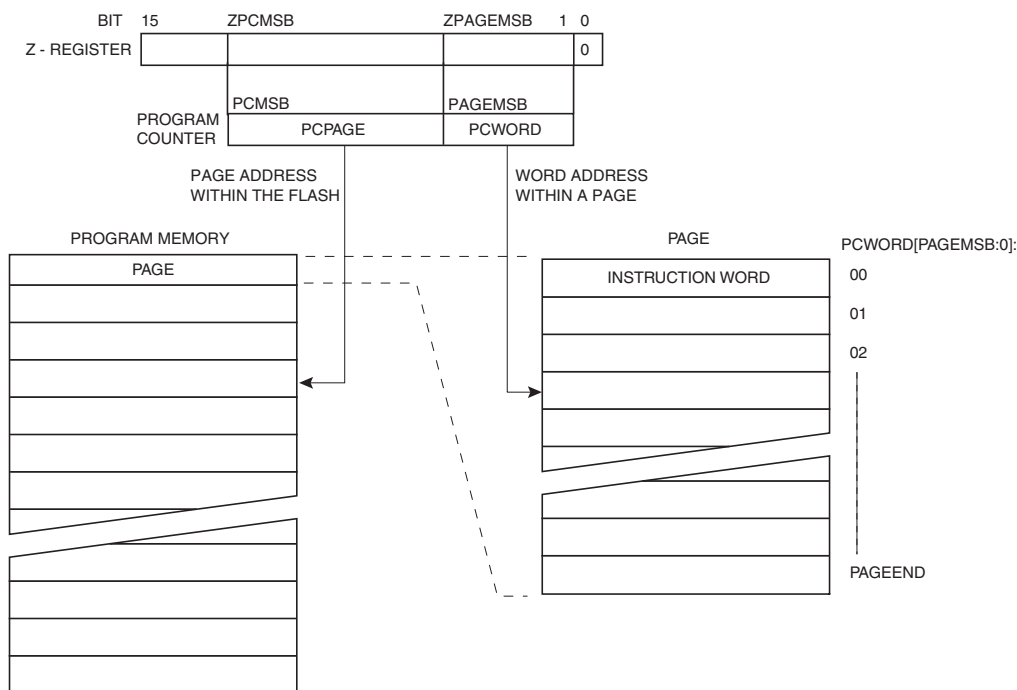 BIT 15 ZPCMSB ZPAGEMSB 1 0
Z - REGISTER 0
PCMSB PAGEMSB
PROGRAM
COUNTER
PCPAGE PCWORD
PAGE ADDRESS
WITHIN THE FLASH
WORD ADDRESS
WITHIN A PAGE
PROGRAM MEMORY
PAGE
PAGE
PCWORD[PAGEMSB:0]:
INSTRUCTION WORD
00
01
02
PAGEEND